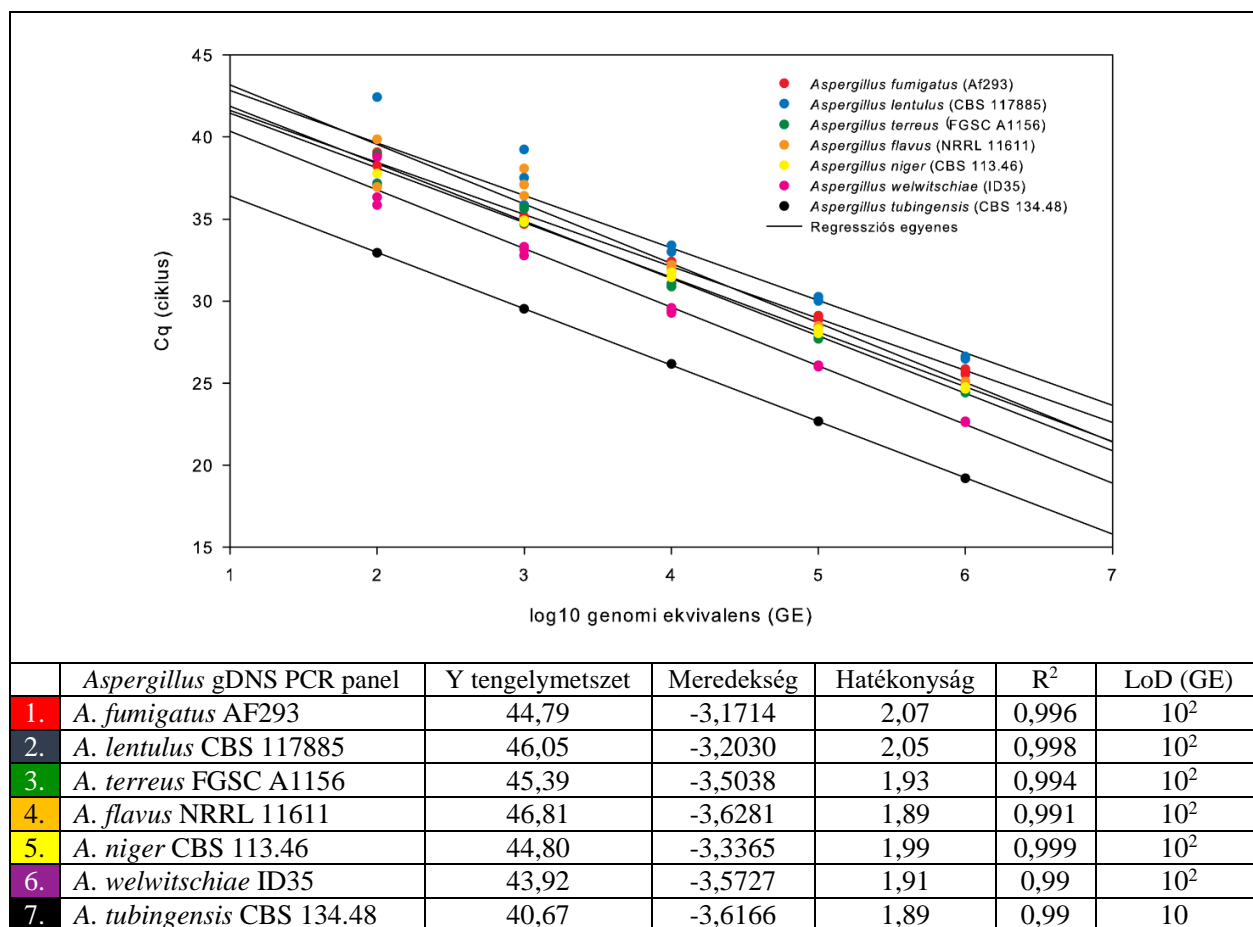 45
40
35
30
25
20
15
Cq (ciklus)
1 2 3 4 5 6 7
log10 genomi ekvivalens (GE)
Aspergillus fumigatus (Af293)
Aspergillus lentulus (CBS 117885)
Aspergillus terreus (FGSC A1156)
Aspergillus flavus (NRRL 11611)
Aspergillus niger (CBS 113.46)
Aspergillus welwitschiae (ID35)
Aspergillus tubingensis (CBS 134.48)
Regressziós egyenes
Aspergillus gDNS PCR panel Y tengelymetszet Meredekség Hatékonyság R² LoD (GE)
1. A. fumigatus AF293 44,79 -3,1714 2,07 0,996 10²
2. A. lentulus CBS 117885 46,05 -3,2030 2,05 0,998 10²
3. A. terreus FGSC A1156 45,39 -3,5038 1,93 0,994 10²
4. A. flavus NRRL 11611 46,81 -3,6281 1,89 0,991 10²
5. A. niger CBS 113.46 44,80 -3,3365 1,99 0,999 10²
6. A. welwitschiae ID35 43,92 -3,5727 1,91 0,99 10²
7. A. tubingensis CBS 134.48 40,67 -3,6166 1,89 0,99 10